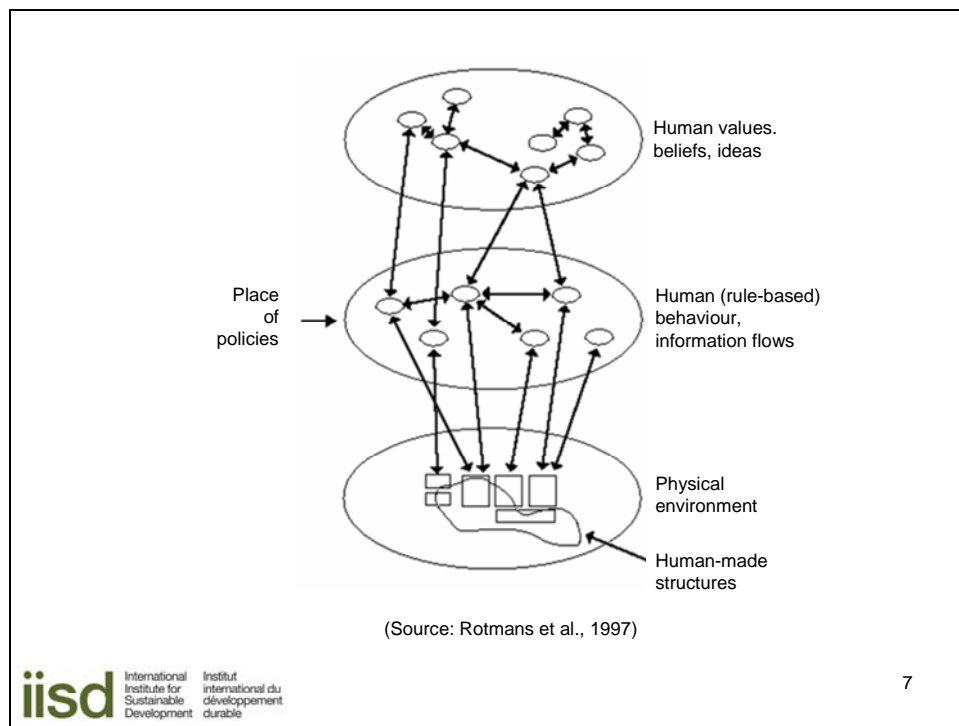 Human values.
beliefs, ideas
Place
of
policies
Human (rule-based)
behaviour,
information flows
Physical
environment
Human-made
structures
(Source: Rotmans et al., 1997)
iisd
International
Institute for
Sustainable
Development
Institut
international du
développement
durable
7